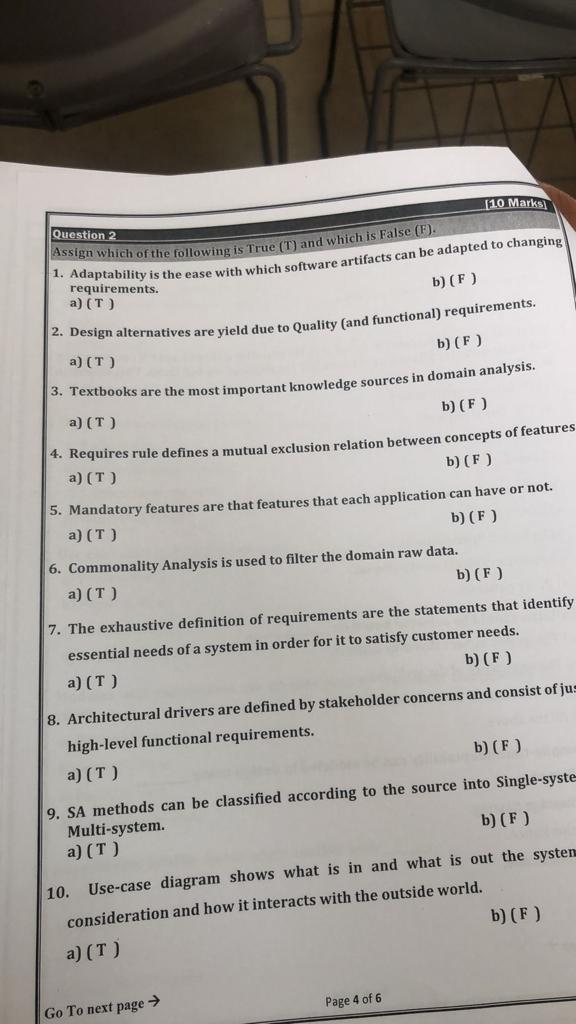 [10 Marks]
Question 2
Assign which of the following is True (T) and which is False (F).
1. Adaptability is the ease with which software artifacts can be adapted to changing
requirements.
a) ( T ) b) ( F )
2. Design alternatives are yield due to Quality (and functional) requirements.
a) ( T ) b) ( F )
3. Textbooks are the most important knowledge sources in domain analysis.
a) ( T ) b) ( F )
4. Requires rule defines a mutual exclusion relation between concepts of features
a) ( T ) b) ( F )
5. Mandatory features are that features that each application can have or not.
a) ( T ) b) ( F )
6. Commonality Analysis is used to filter the domain raw data.
a) ( T ) b) ( F )
7. The exhaustive definition of requirements are the statements that identify
essential needs of a system in order for it to satisfy customer needs.
a) ( T ) b) ( F )
8. Architectural drivers are defined by stakeholder concerns and consist of
high-level functional requirements.
a) ( T ) b) ( F )
9. SA methods can be classified according to the source into
Multi-system.
a) ( T ) b) ( F )
10. Use-case diagram shows what is in and what is out the
consideration and how it interacts with the outside world.
a) ( T ) b) ( F )
Go To next page →
Page 4 of 6